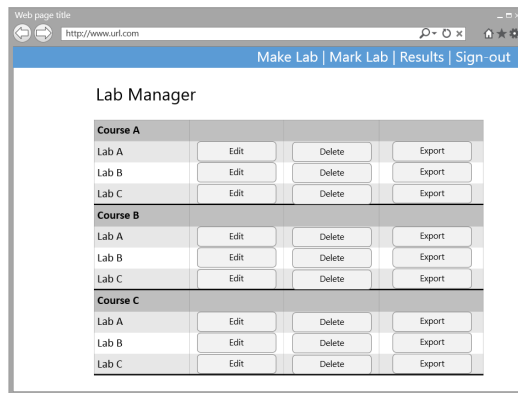 Web page title
http://www.url.com
Make Lab | Mark Lab | Results | Sign-out
Lab Manager
Course A
Lab A Edit Delete Export
Lab B Edit Delete Export
Lab C Edit Delete Export
Course B
Lab A Edit Delete Export
Lab B Edit Delete Export
Lab C Edit Delete Export
Course C
Lab A Edit Delete Export
Lab B Edit Delete Export
Lab C Edit Delete Export